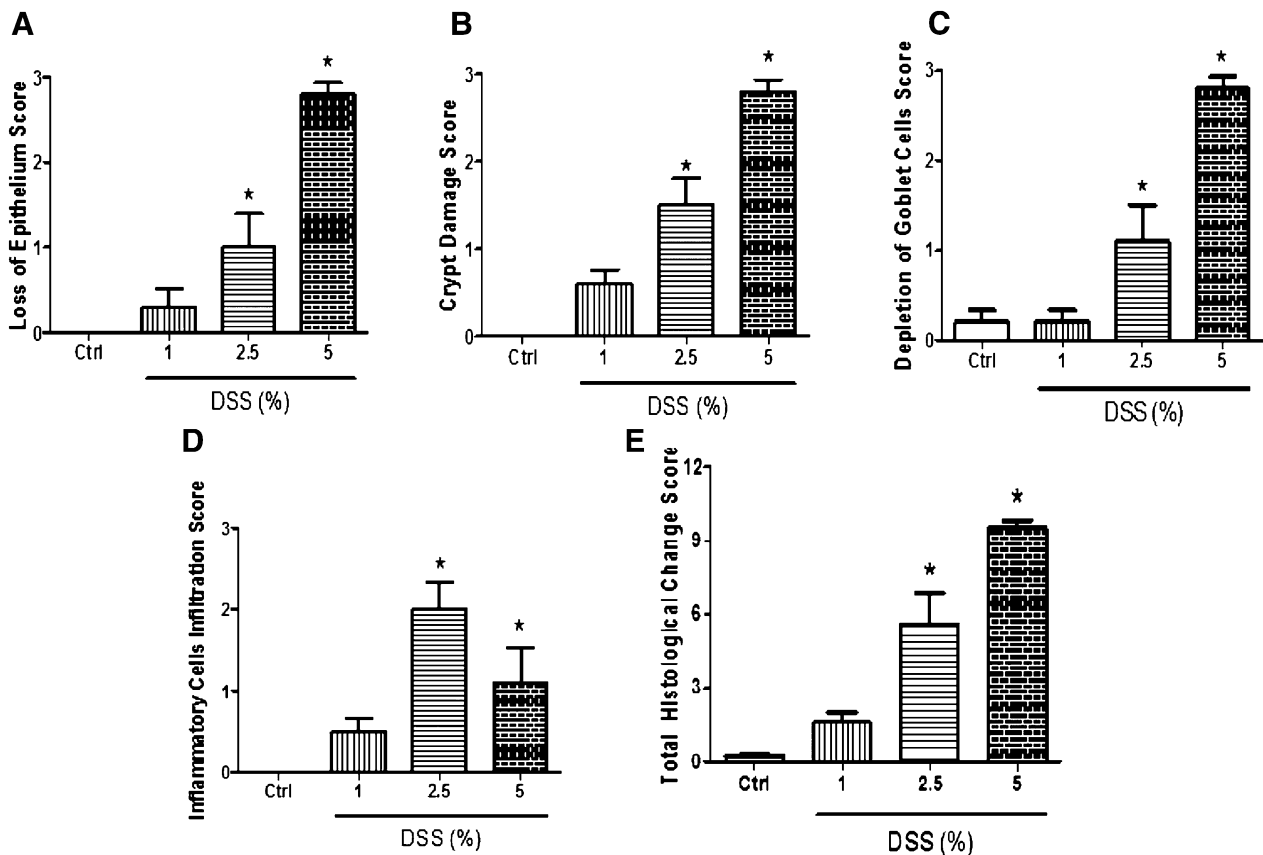 A
Loss of Epithelium Score
3
2
1
0
*
*
Ctrl 1 2.5 5
DSS (%)
B
Crypt Damage Score
3
2
1
0
*
*
Ctrl 1 2.5 5
DSS (%)
C
Depletion of Goblet Cells Score
3
2
1
0
*
*
Ctrl 1 2.5 5
DSS (%)
D
Inflammatory Cells Infiltration Score
3
2
1
0
*
*
Ctrl 1 2.5 5
DSS (%)
E
Total Histological Change Score
12
9
6
3
0
*
*
Ctrl 1 2.5 5
DSS (%)